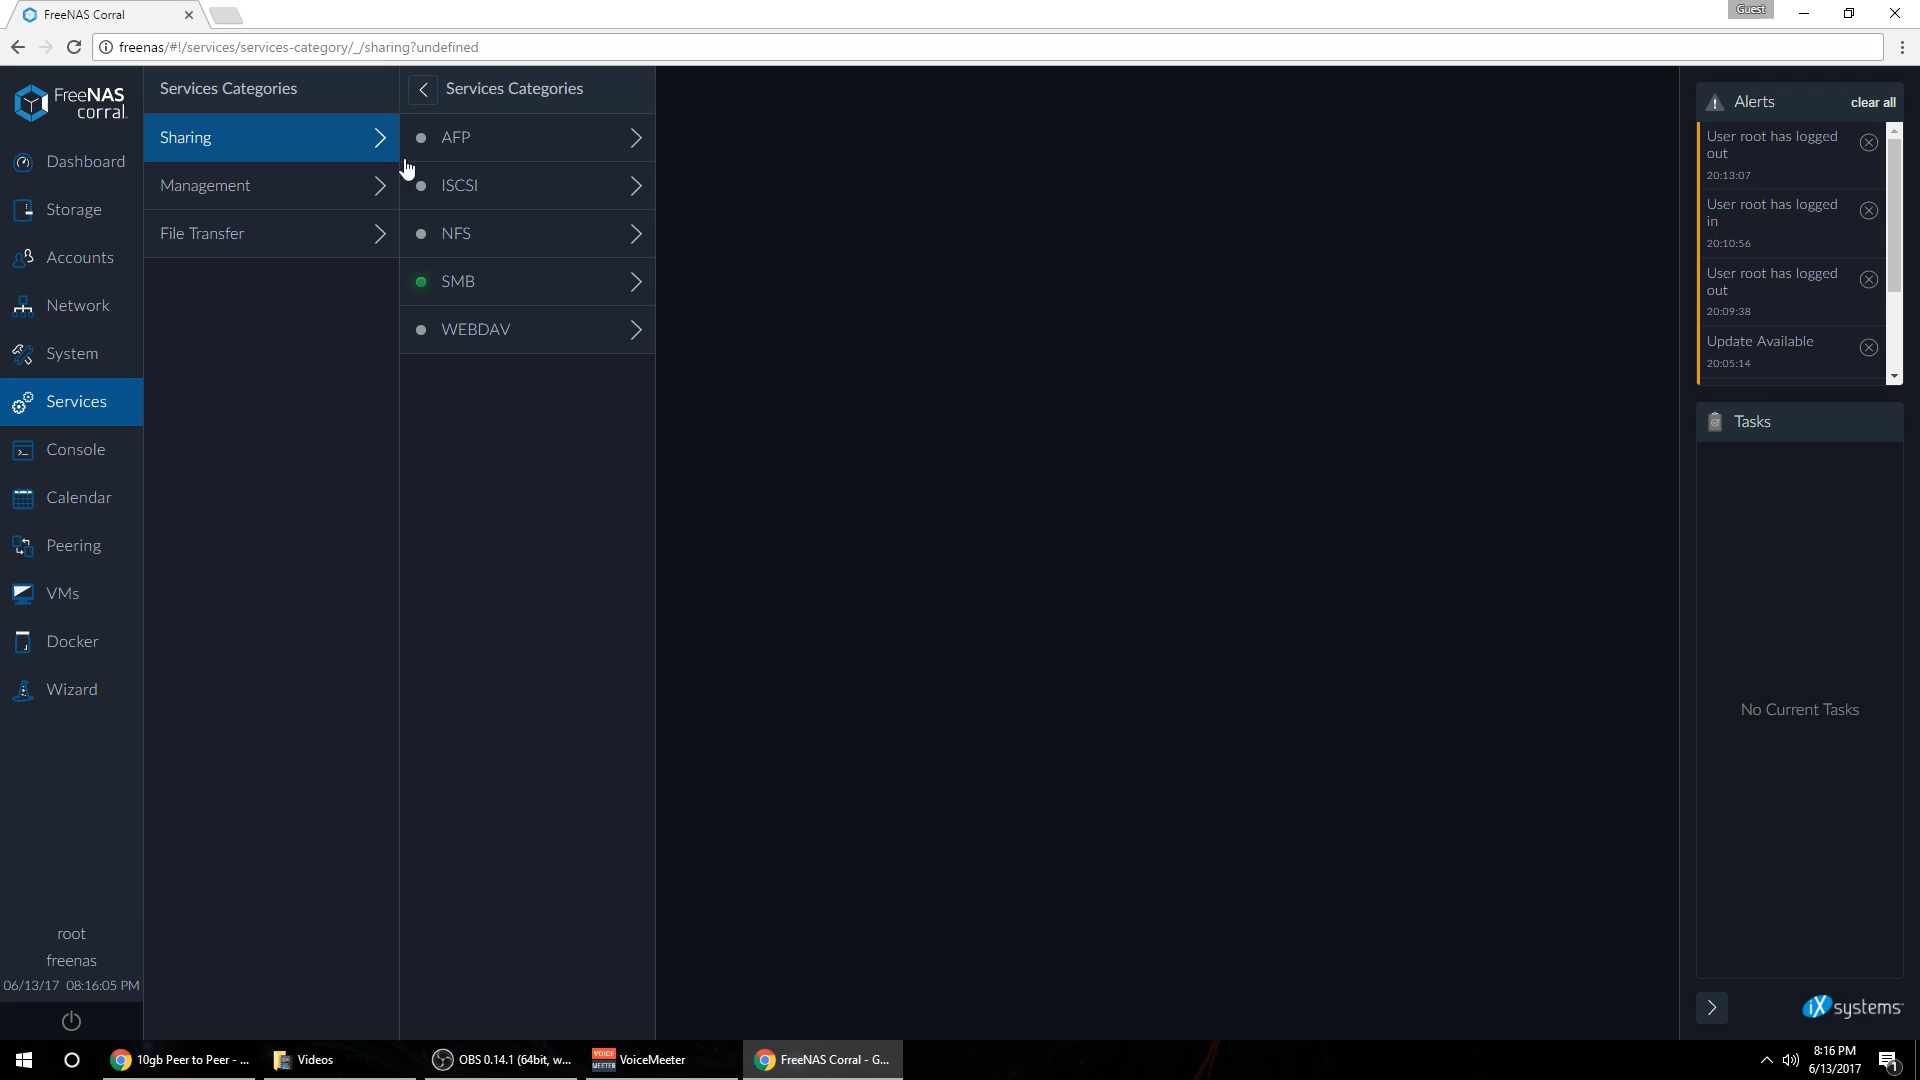 FreeNAS Corral
Guest
freenas/#!/services/services-category/_/sharing?undefined
FreeNAS
corral.
Dashboard
Storage
Accounts
Network
System
Services
Console
Calendar
Peering
VMs
Docker
Wizard
root
freenas
06/13/17 08:16:05 PM
Services Categories
Sharing
Management
File Transfer
Services Categories
AFP
ISCSI
NFS
SMB
WEBDAV
Alerts
clear all
User root has logged
out
20:13:07
User root has logged
in
20:10:56
User root has logged
out
20:09:38
Update Available
20:05:14
Tasks
No Current Tasks
iXsystems
10gb Peer to Peer - ...
Videos
OBS 0.14.1 (64bit, w...
VOICE
MEETER
VoiceMeeter
FreeNAS Corral - G...
8:16 PM
6/13/2017
1